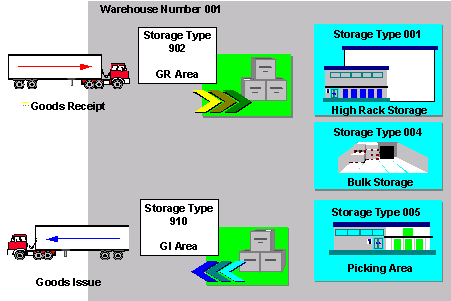 Warehouse Number 001
Storage Type
902
GR Area
Goods Receipt
Storage Type 001
High Rack Storage
Storage Type 004
Bulk Storage
Storage Type
910
GI Area
Goods Issue
Storage Type 005
Picking Area